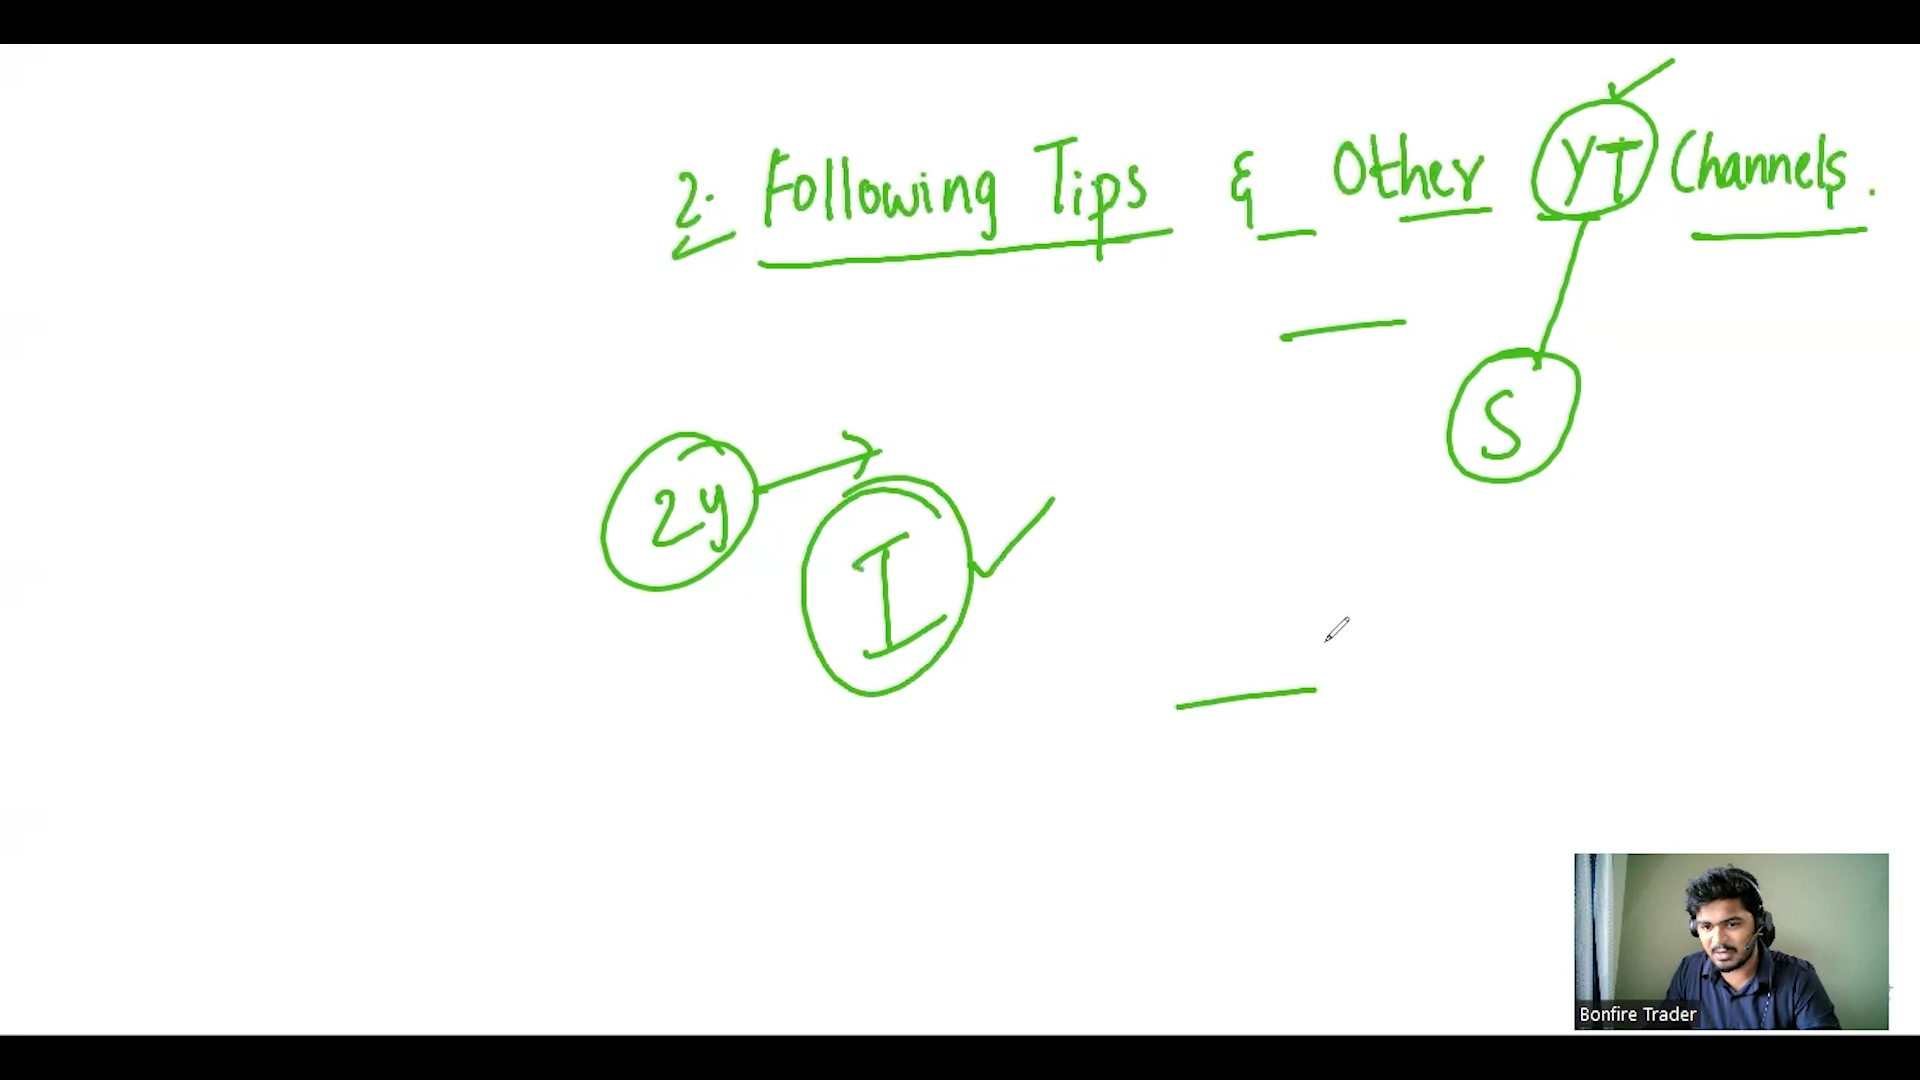 2. Following Tips & Other YT Channels.
S
2y
I
Bonfire Trader